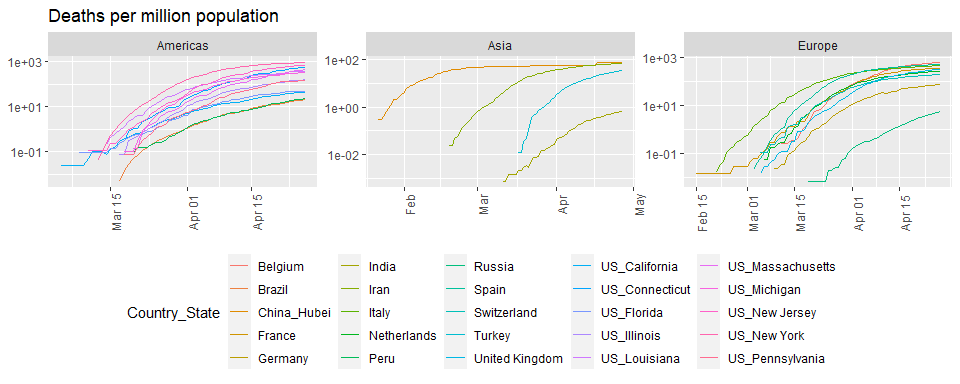 Deaths per million population
Americas
Asia
Europe
1e+03
1e+01
1e-01
1e+02
1e+00
1e-02
1e+03
1e+01
1e-01
Mar 15
Apr 01
Apr 15
Feb
Mar
Apr
May
Feb 15
Mar 01
Mar 15
Apr 01
Apr 15
Country_State
Belgium
Brazil
China_Hubei
France
Germany
India
Iran
Italy
Netherlands
Peru
Russia
Spain
Switzerland
Turkey
United Kingdom
US_California
US_Connecticut
US_Florida
US_Illinois
US_Louisiana
US_Massachusetts
US_Michigan
US_New Jersey
US_New York
US_Pennsylvania